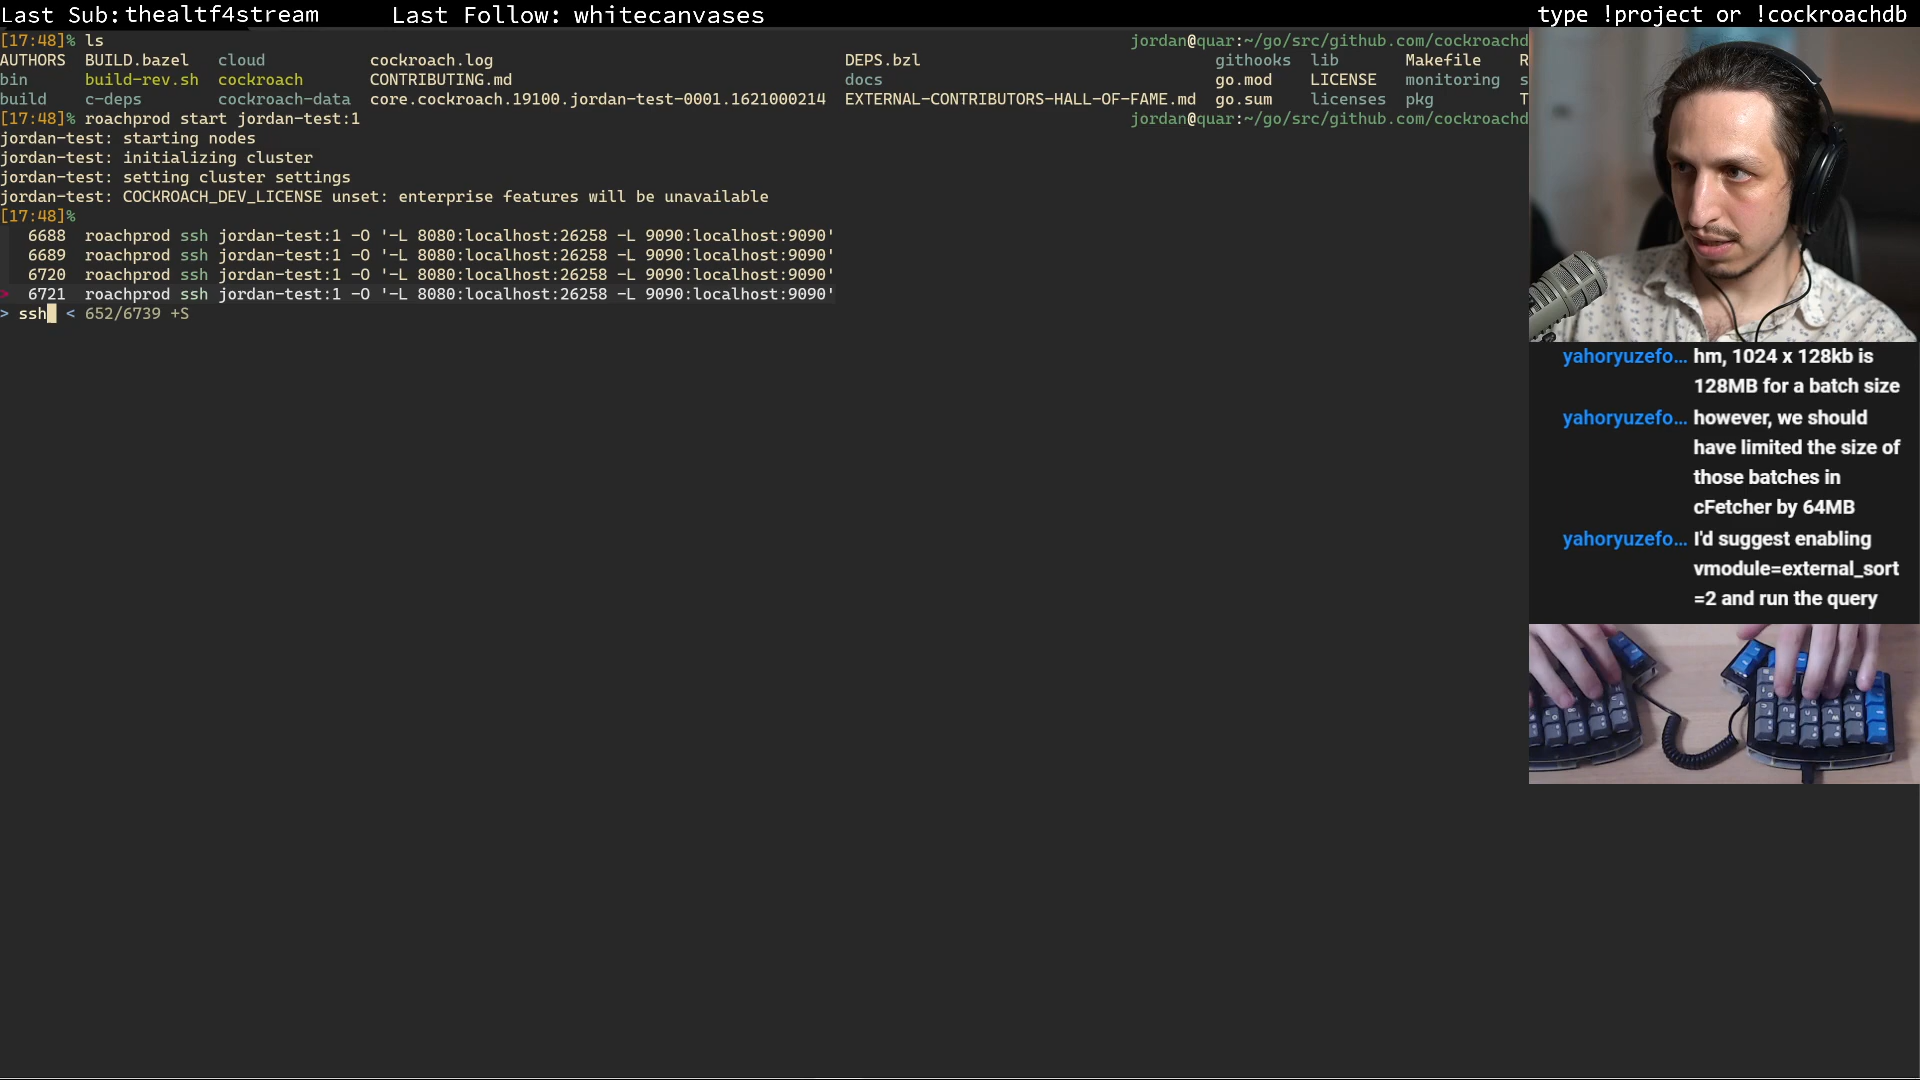 Last Sub:thealtf4stream Last Follow: whitecanvases type !project or !cockroachdb
[17:48]% ls jordan@quar:~/go/src/github.com/cockroachd
AUTHORS BUILD.bazel cloud cockroach.log DEPS.bzl githooks lib Makefile R
bin build-rev.sh cockroach CONTRIBUTING.md docs go.mod LICENSE monitoring s
build c-deps cockroach-data core.cockroach.19100.jordan-test-0001.1621000214 EXTERNAL-CONTRIBUTORS-HALL-OF-FAME.md go.sum licenses pkg T
[17:48]% roachprod start jordan-test:1 jordan@quar:~/go/src/github.com/cockroachd
jordan-test: starting nodes
jordan-test: initializing cluster
jordan-test: setting cluster settings
jordan-test: COCKROACH_DEV_LICENSE unset: enterprise features will be unavailable
[17:48]%
6688 roachprod ssh jordan-test:1 -O '-L 8080:localhost:26258 -L 9090:localhost:9090'
6689 roachprod ssh jordan-test:1 -O '-L 8080:localhost:26258 -L 9090:localhost:9090'
6720 roachprod ssh jordan-test:1 -O '-L 8080:localhost:26258 -L 9090:localhost:9090'
> 6721 roachprod ssh jordan-test:1 -O '-L 8080:localhost:26258 -L 9090:localhost:9090'
> ssh < 652/6739 +S
yahoryuzefo... hm, 1024 x 128kb is
128MB for a batch size
yahoryuzefo... however, we should
have limited the size of
those batches in
cFetcher by 64MB
yahoryuzefo... I'd suggest enabling
vmodule=external_sort
=2 and run the query